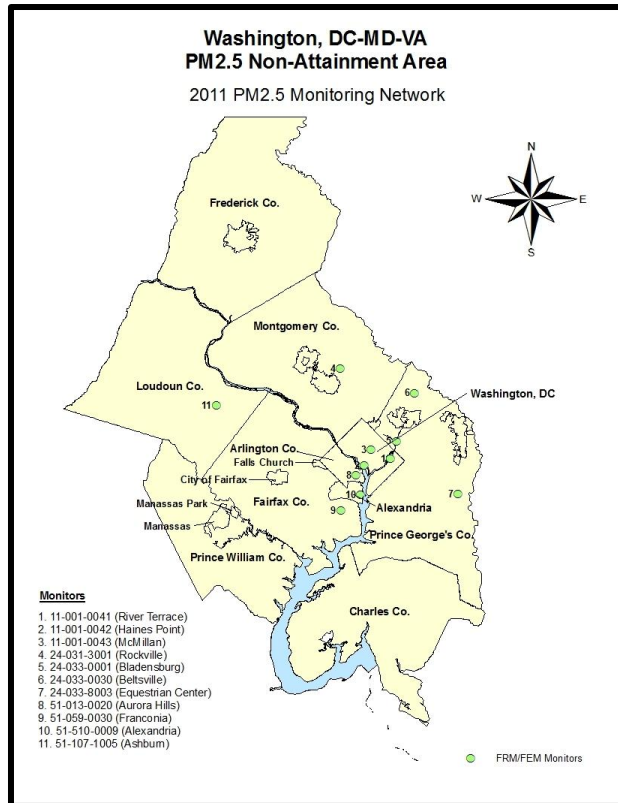 Washington, DC-MD-VA
PM2.5 Non-Attainment Area
2011 PM2.5 Monitoring Network
N
W
E
S
Frederick Co.
Montgomery Co.
4
Loudoun Co.
11
6
Washington, DC
5
3
Arlington Co.
1
Falls Church
2
8
City of Fairfax
7
10
Manassas Park
Fairfax Co.
Alexandria
9
Manassas
Prince George's Co.
Prince William Co.
Charles Co.
Monitors
1. 11-001-0041 (River Terrace)
2. 11-001-0042 (Haines Point)
3. 11-001-0043 (McMillan)
4. 24-031-3001 (Rockville)
5. 24-033-0001 (Bladensburg)
6. 24-033-0030 (Beltsville)
7. 24-033-8003 (Equestrian Center)
8. 51-013-0020 (Aurora Hills)
9. 51-059-0030 (Franconia)
10. 51-510-0009 (Alexandria)
11. 51-107-1005 (Ashburn)
FRM/FEM Monitors